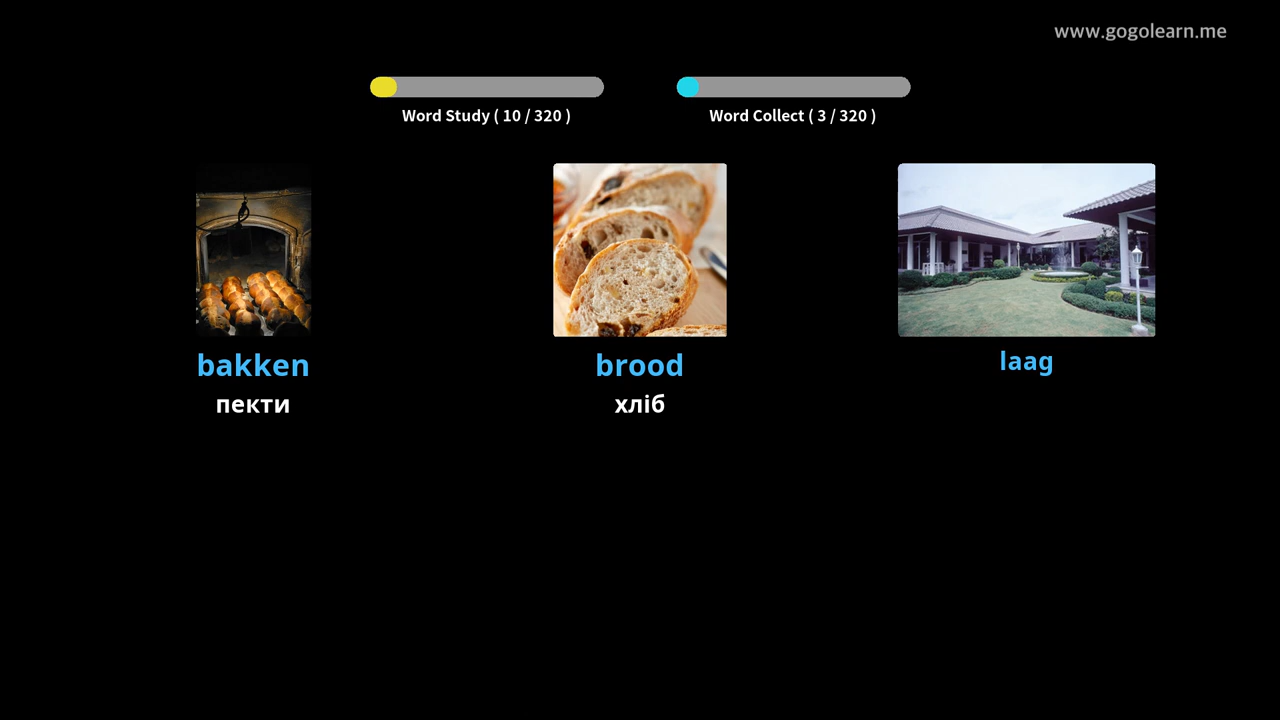 www.gogolearn.me
Word Study ( 10 / 320 )
Word Collect ( 3 / 320 )
bakken
brood
laag
пекти
хліб